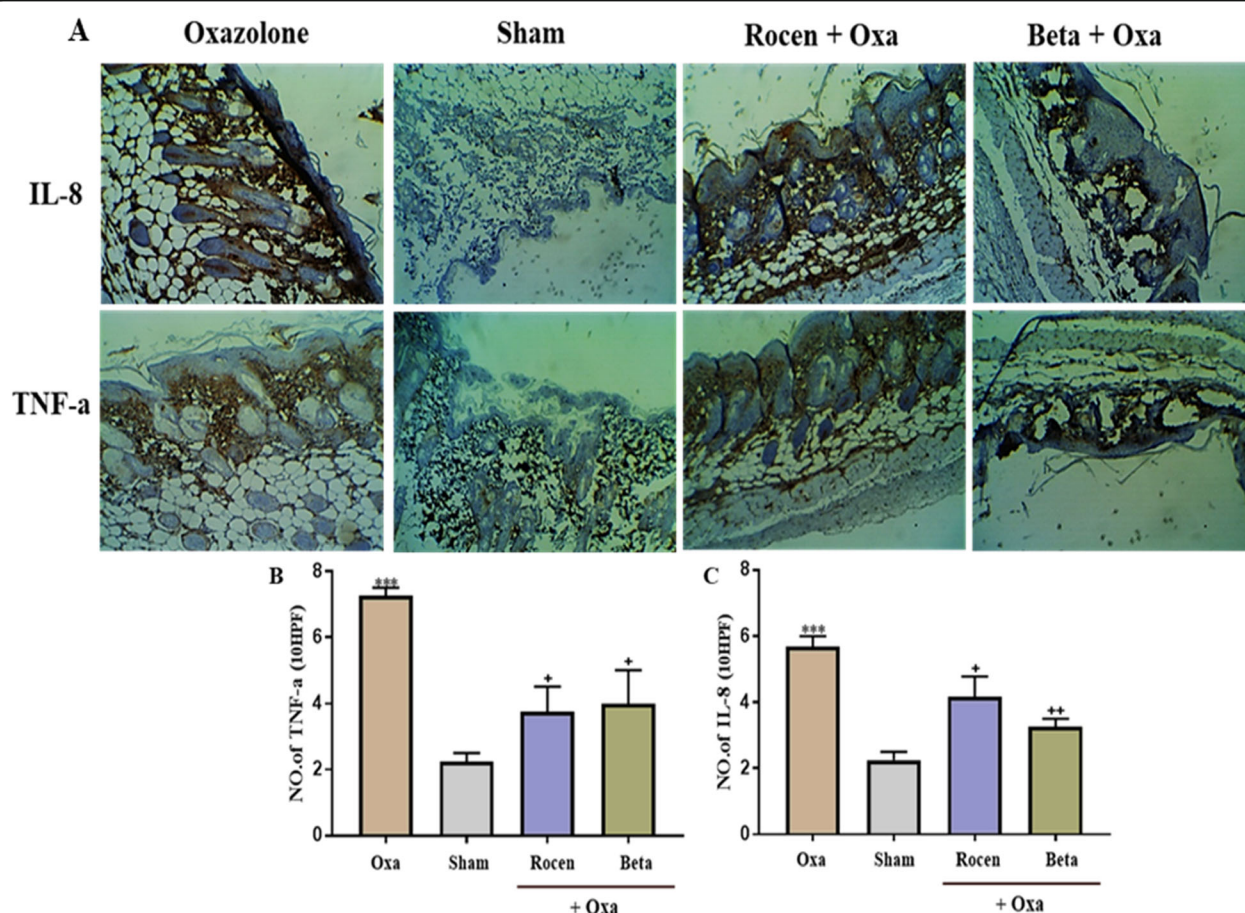 A
Oxazolone Sham Rocen + Oxa Beta + Oxa
IL-8
TNF-a
B
NO.of TNF-a (10HPF)
8
6
4
2
0
***
+
+
Oxa Sham Rocen Beta
+ Oxa
C
NO.of IL-8 (10HPF)
8
6
4
2
0
***
+
++
Oxa Sham Rocen Beta
+ Oxa